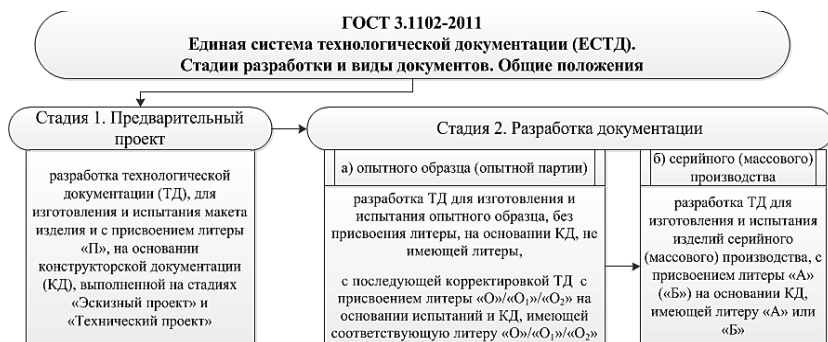 ГОСТ 3.1102-2011
Единая система технологической документации (ЕСТД).
Стадии разработки и виды документов. Общие положения
Стадия 1. Предварительный
проект
разработка технологической
документации (ТД), для
изготовления и испытания макета
изделия и с присвоением литеры
«П», на основании
конструкторской документации
(КД), выполненной на стадиях
«Эскизный проект» и
«Технический проект»
Стадия 2. Разработка документации
а) опытного образца (опытной партии)
разработка ТД для изготовления и
испытания опытного образца, без
присвоения литеры, на основании КД, не
имеющей литеры,
с последующей корректировкой ТД с
присвоением литеры «О»/«О₁»/«О₂» на
основании испытаний и КД, имеющей
соответствующую литеру «О»/«О₁»/«О₂»
б) серийного (массового)
производства
разработка ТД для
изготовления и испытания
изделий серийного
(массового) производства, с
присвоением литеры «А»
(«Б») на основании КД,
имеющей литеру «А» или
«Б»